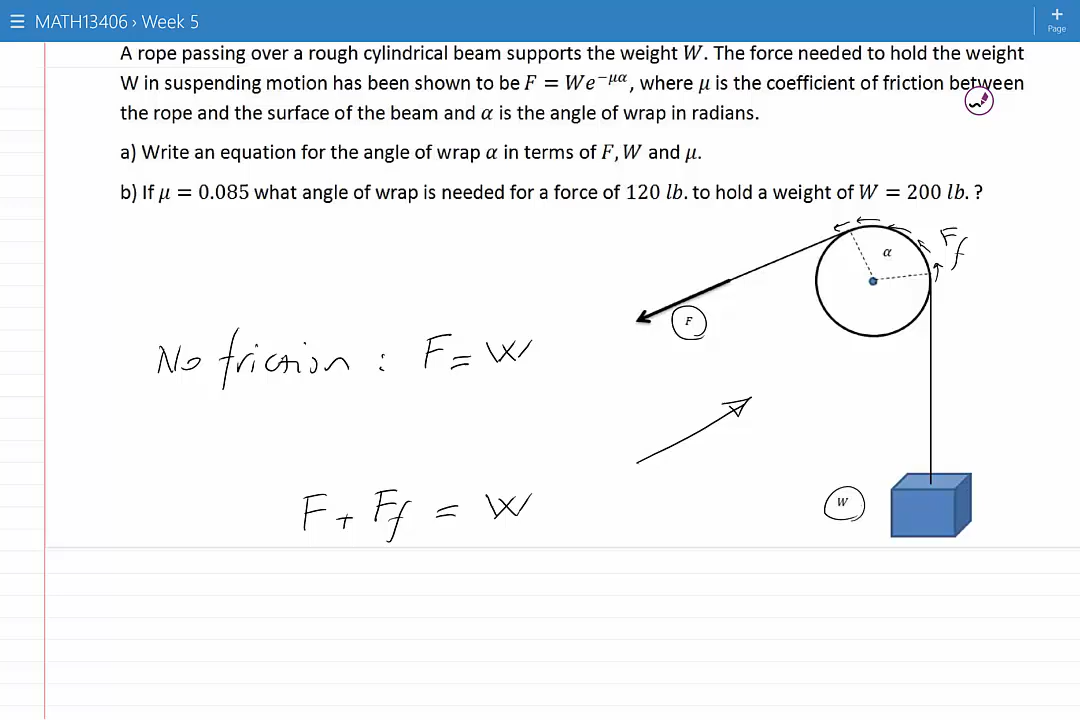 ☰ MATH13406 › Week 5
+
Page
A rope passing over a rough cylindrical beam supports the weight W. The force needed to hold the weight
W in suspending motion has been shown to be F = We^{−μα}, where μ is the coefficient of friction between
the rope and the surface of the beam and α is the angle of wrap in radians.
a) Write an equation for the angle of wrap α in terms of F, W and μ.
b) If μ = 0.085 what angle of wrap is needed for a force of 120 lb. to hold a weight of W = 200 lb. ?
F_f
α
F
No friction : F = W
F + F_f = W
W